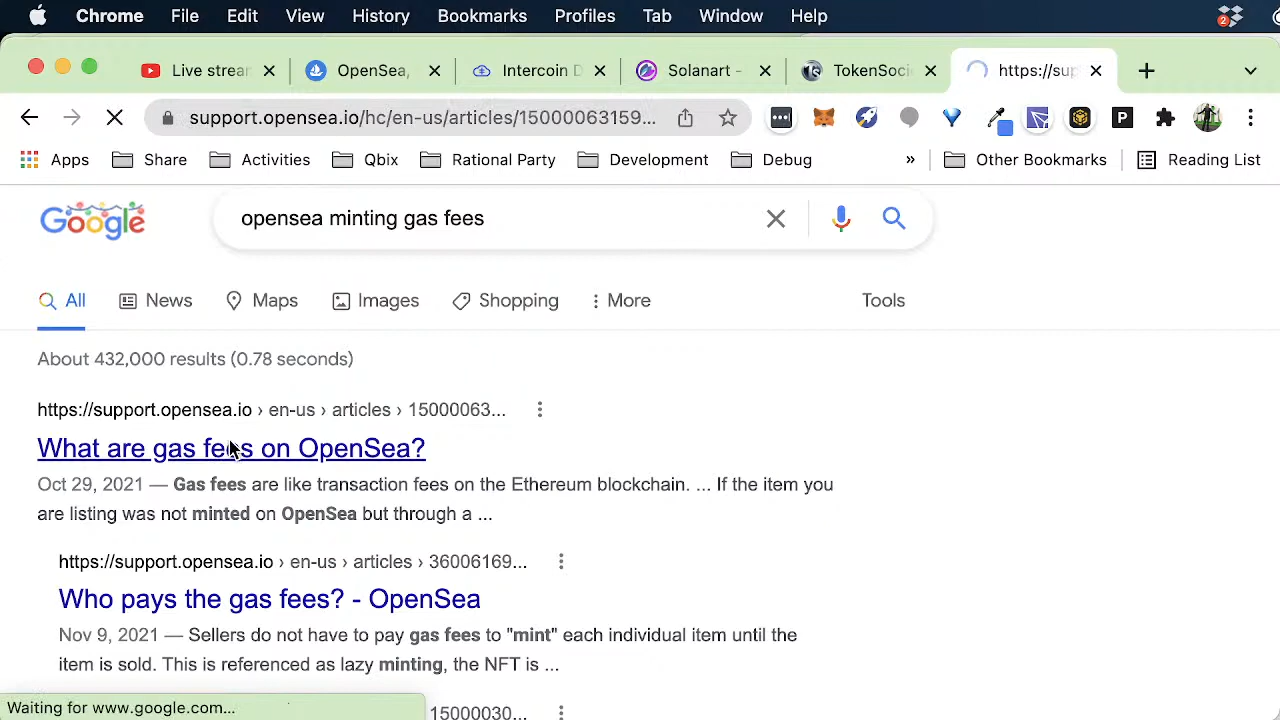 Chrome File Edit View History Bookmarks Profiles Tab Window Help 2
Live strear OpenSea, Intercoin D Solanart - TokenSoci https://sup
support.opensea.io/hc/en-us/articles/15000063159... P
Apps Share Activities Qbix Rational Party Development Debug » Other Bookmarks Reading List
Google opensea minting gas fees
All News Maps Images Shopping More Tools
About 432,000 results (0.78 seconds)
https://support.opensea.io › en-us › articles › 15000063...
What are gas fees on OpenSea?
Oct 29, 2021 — Gas fees are like transaction fees on the Ethereum blockchain. ... If the item you
are listing was not minted on OpenSea but through a ...
https://support.opensea.io › en-us › articles › 36006169...
Who pays the gas fees? - OpenSea
Nov 9, 2021 — Sellers do not have to pay gas fees to "mint" each individual item until the
item is sold. This is referenced as lazy minting, the NFT is ...
Waiting for www.google.com... 15000030...